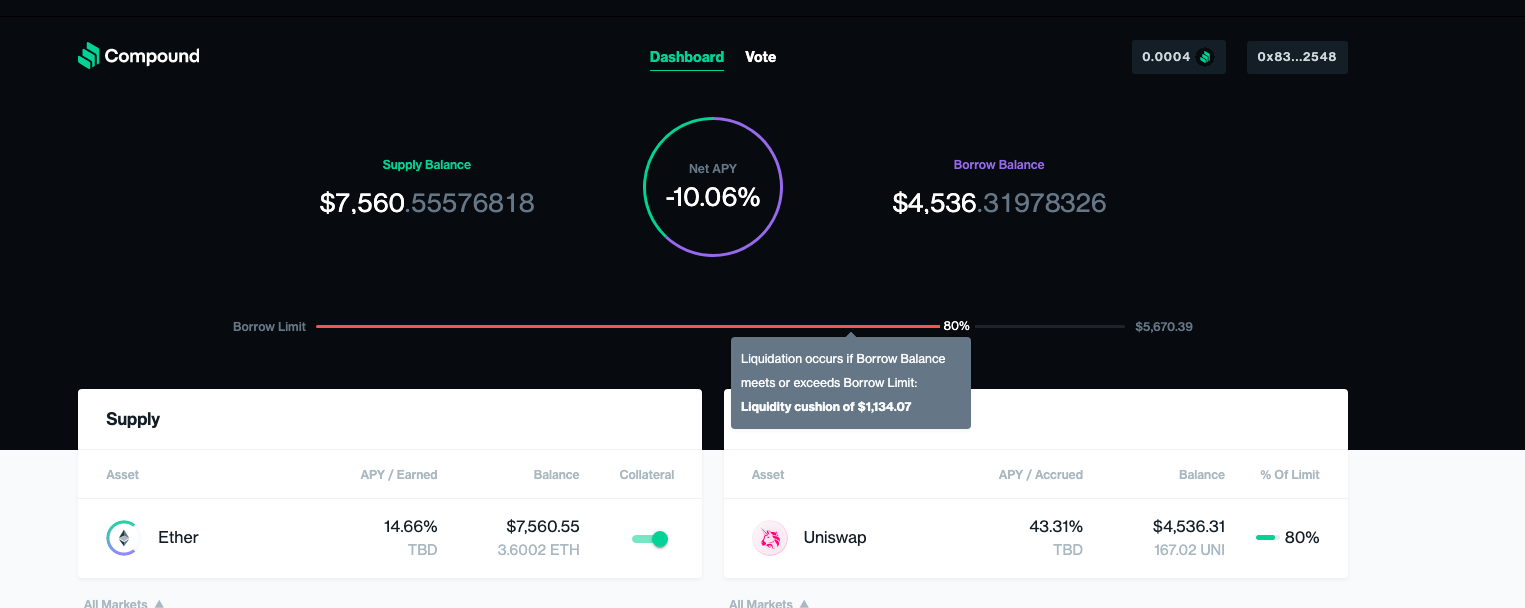 Compound
Dashboard Vote
0.0004
0x83...2548
Supply Balance
$7,560.55576818
Net APY
-10.06%
Borrow Balance
$4,536.31978326
Borrow Limit 80% $5,670.39
Liquidation occurs if Borrow Balance
meets or exceeds Borrow Limit:
Liquidity cushion of $1,134.07
Supply
Asset APY / Earned Balance Collateral
Ether 14.66% $7,560.55
TBD 3.6002 ETH
All Markets
Asset APY / Accrued Balance % Of Limit
Uniswap 43.31% $4,536.31 80%
TBD 167.02 UNI
All Markets